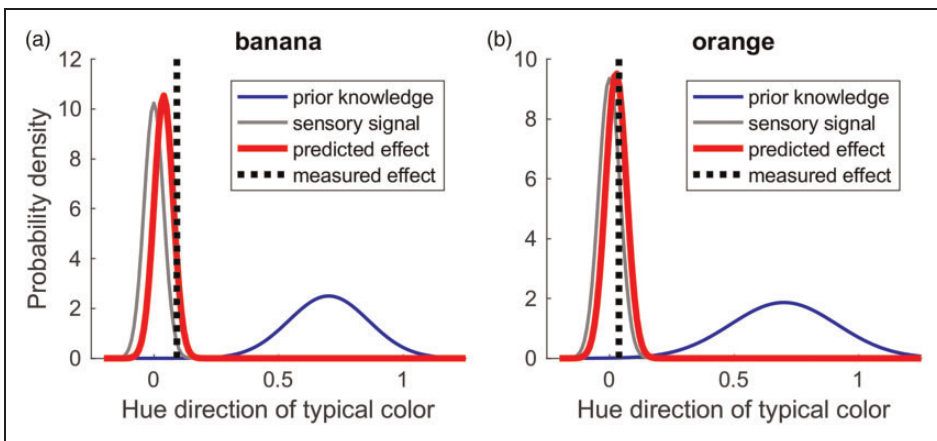 (a)
banana
12
10
8
6
4
2
0
Probability density
prior knowledge
sensory signal
predicted effect
measured effect
0
0.5
1
Hue direction of typical color
(b)
orange
10
8
6
4
2
0
prior knowledge
sensory signal
predicted effect
measured effect
0
0.5
1
Hue direction of typical color